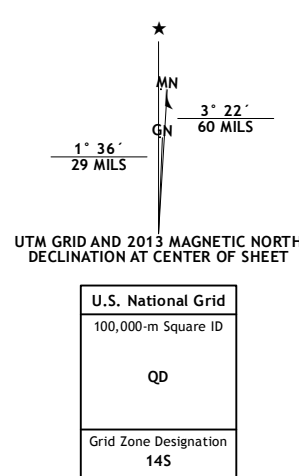 ★
MN
3° 22´
60 MILS
GN
1° 36´
29 MILS
UTM GRID AND 2013 MAGNETIC NORTH
DECLINATION AT CENTER OF SHEET
U.S. National Grid
100,000-m Square ID
QD
Grid Zone Designation
14S